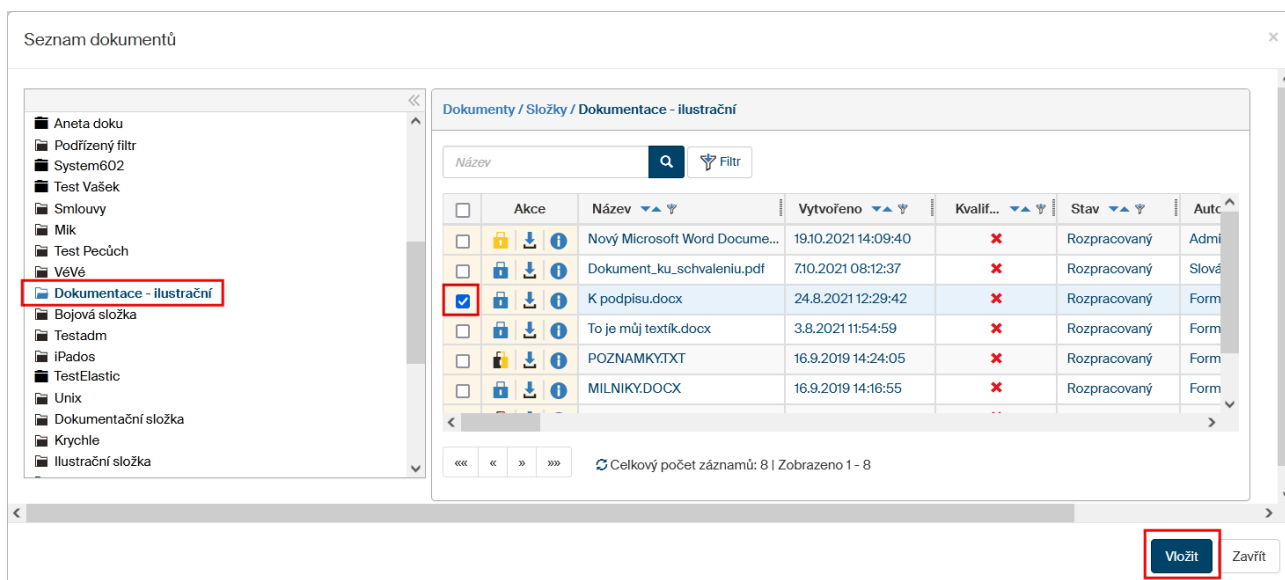 Seznam dokumentů
Aneta doku
Podřízený filtr
System602
Test Vašek
Smlouvy
Mik
Test Pecůch
VéVé
Dokumentace - ilustrační
Bojová složka
Testadm
iPados
TestElastic
Unix
Dokumentační složka
Krychle
Ilustrační složka
Dokumenty / Složky / Dokumentace - ilustrační
Název Filtr
Akce Název Vytvořeno Kvalif... Stav Auto
Nový Microsoft Word Docume... 19.10.2021 14:09:40 Rozpracovaný Admi
Dokument_ku_schvaleniu.pdf 7.10.2021 08:12:37 Rozpracovaný Slová
K podpisu.docx 24.8.2021 12:29:42 Rozpracovaný Form
To je můj textík.docx 3.8.2021 11:54:59 Rozpracovaný Form
POZNAMKY.TXT 16.9.2019 14:24:05 Rozpracovaný Form
MILNIKY.DOCX 16.9.2019 14:16:55 Rozpracovaný Form
«« « » »» Celkový počet záznamů: 8 | Zobrazeno 1 - 8
Vložit Zavřít